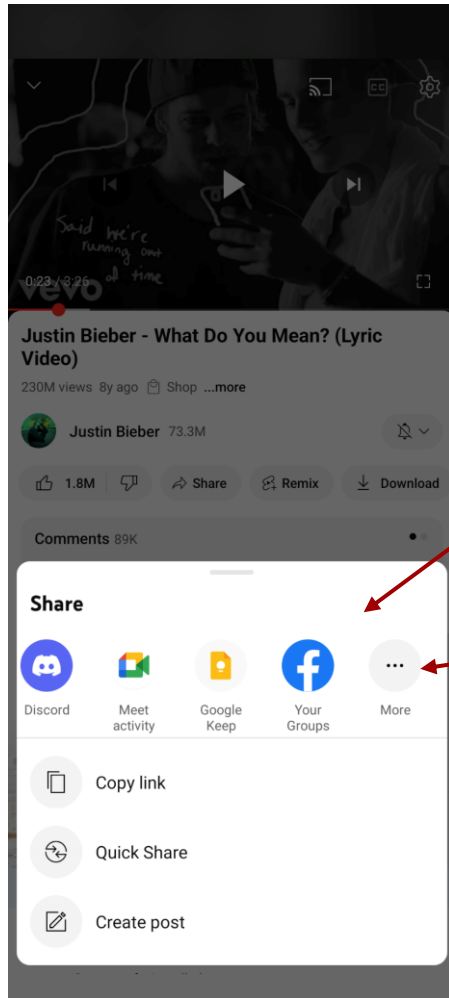 CC
Said we're
running out
of time
0:23 / 3:26
vevo
Justin Bieber - What Do You Mean? (Lyric
Video)
230M views 8y ago Shop ...more
Justin Bieber 73.3M
1.8M Share Remix Download
Comments 89K
Share
Discord Meet activity Google Keep Your Groups More
Copy link
Quick Share
Create post